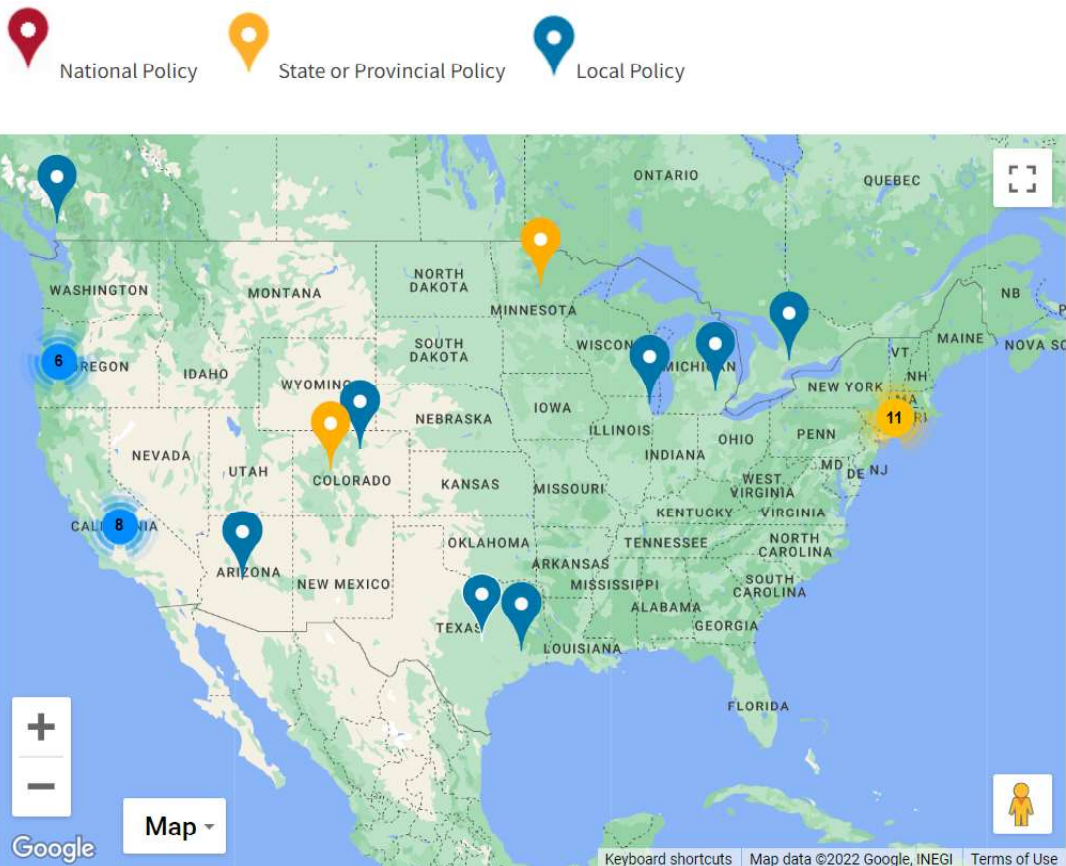 National Policy
State or Provincial Policy
Local Policy
ONTARIO
QUEBEC
NORTH
DAKOTA
WASHINGTON
MONTANA
MINNESOTA
NB
MAINE
NOVA SC
SOUTH
DAKOTA
WISCON
MICHIGAN
VT
NH
6
REGON
IDAHO
WYOMING
NEW YORK
MA
RI
11
NEBRASKA
IOWA
ILLINOIS
OHIO
PENN
NEVADA
UTAH
COLORADO
KANSAS
MISSOURI
INDIANA
WEST
VIRGINIA
MD
DE
NJ
KENTUCKY
VIRGINIA
CAL
8
NIA
OKLAHOMA
TENNESSEE
NORTH
CAROLINA
ARIZONA
NEW MEXICO
ARKANSAS
MISSISSIPPI
SOUTH
CAROLINA
ALABAMA
GEORGIA
TEXAS
LOUISIANA
FLORIDA
+
−
Map
Google
Keyboard shortcuts
Map data ©2022 Google, INEGI
Terms of Use